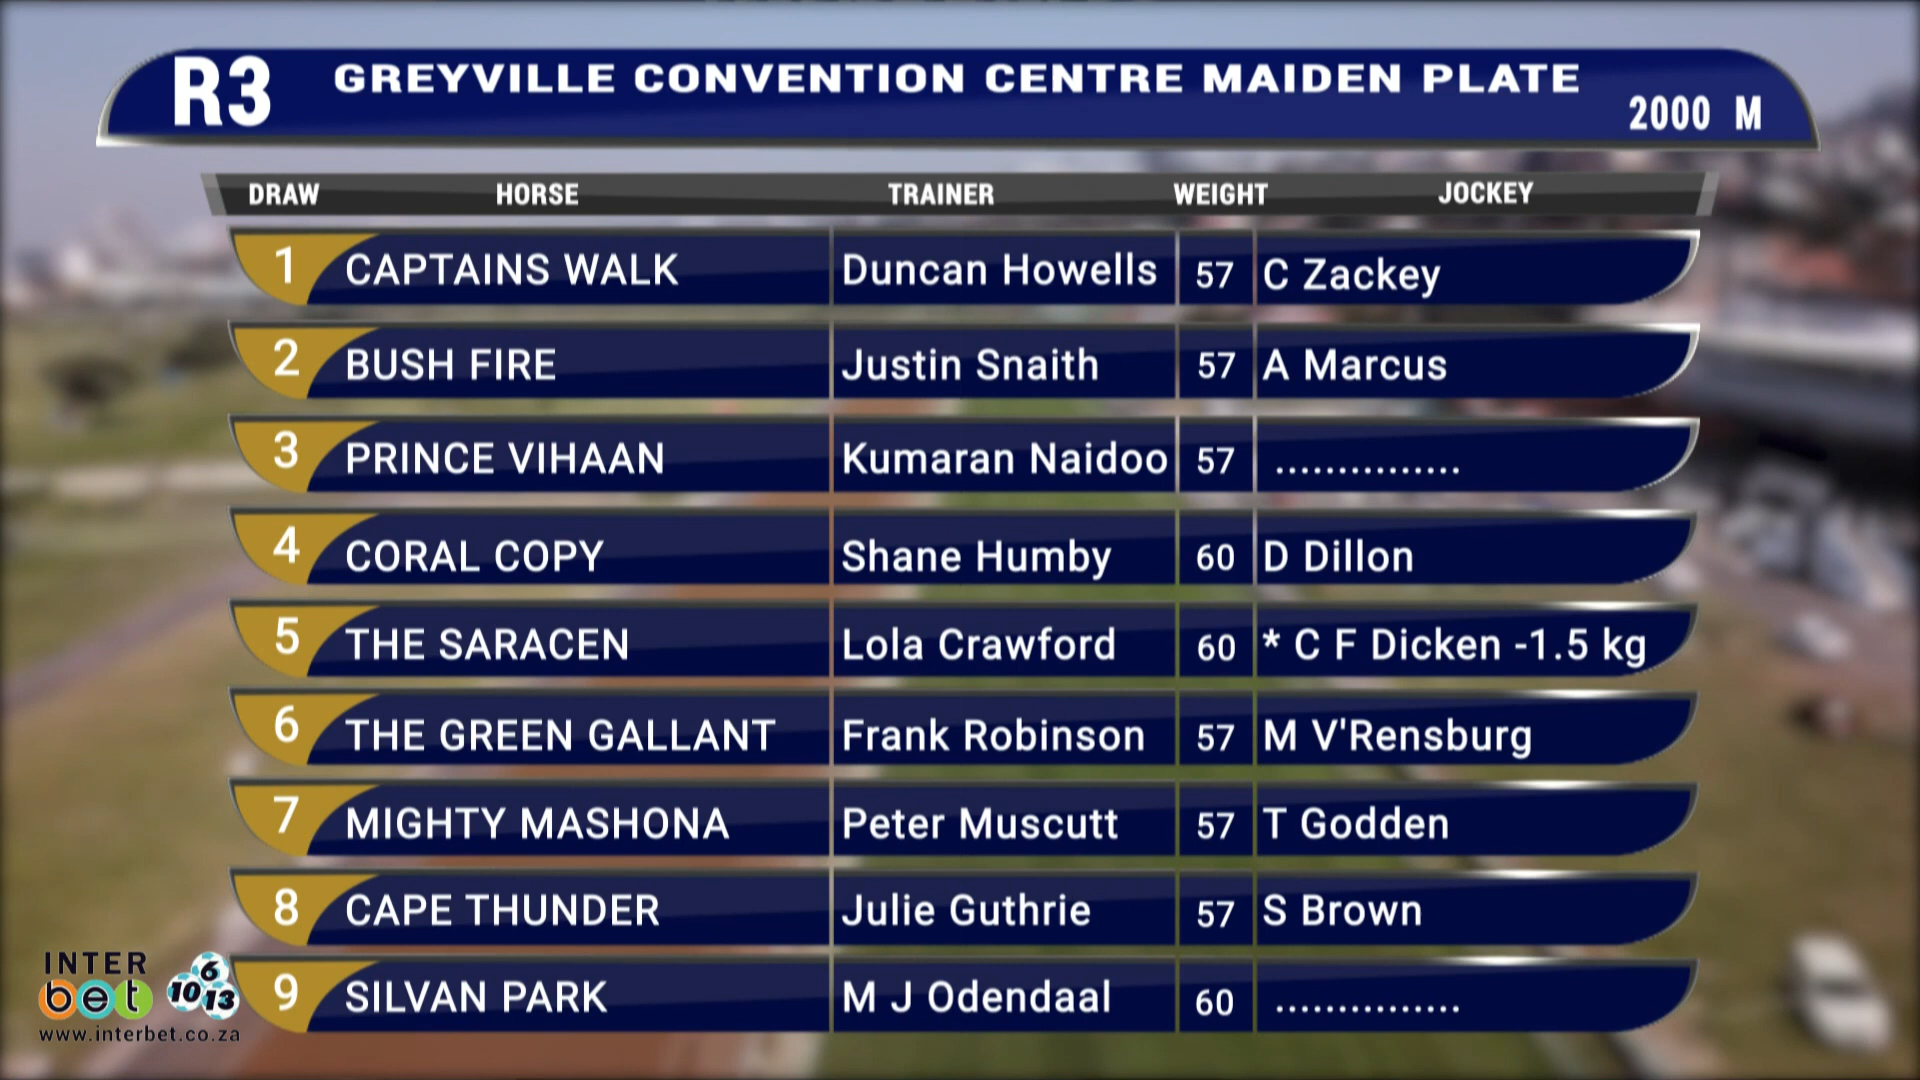 R3 GREYVILLE CONVENTION CENTRE MAIDEN PLATE
2000 M
DRAW HORSE TRAINER WEIGHT JOCKEY
1 CAPTAINS WALK Duncan Howells 57 C Zackey
2 BUSH FIRE Justin Snaith 57 A Marcus
3 PRINCE VIHAAN Kumaran Naidoo 57 ...............
4 CORAL COPY Shane Humby 60 D Dillon
5 THE SARACEN Lola Crawford 60 * C F Dicken -1.5 kg
6 THE GREEN GALLANT Frank Robinson 57 M V'Rensburg
7 MIGHTY MASHONA Peter Muscutt 57 T Godden
8 CAPE THUNDER Julie Guthrie 57 S Brown
9 SILVAN PARK M J Odendaal 60 ...............
INTER
bet
6
10 13
www.interbet.co.za